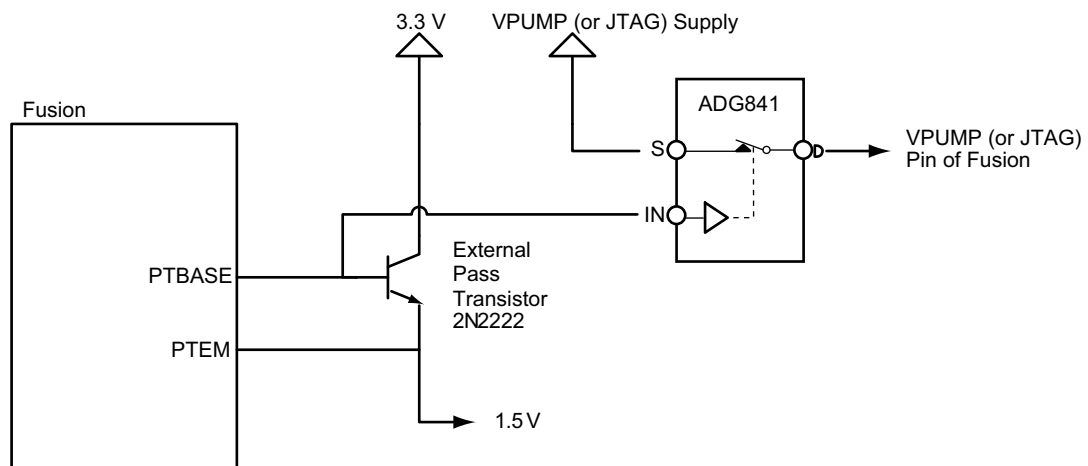 3.3 V
VPUMP (or JTAG) Supply
ADG841
Fusion
S
D
VPUMP (or JTAG)
Pin of Fusion
IN
PTBASE
External
Pass
Transistor
2N2222
PTEM
1.5 V